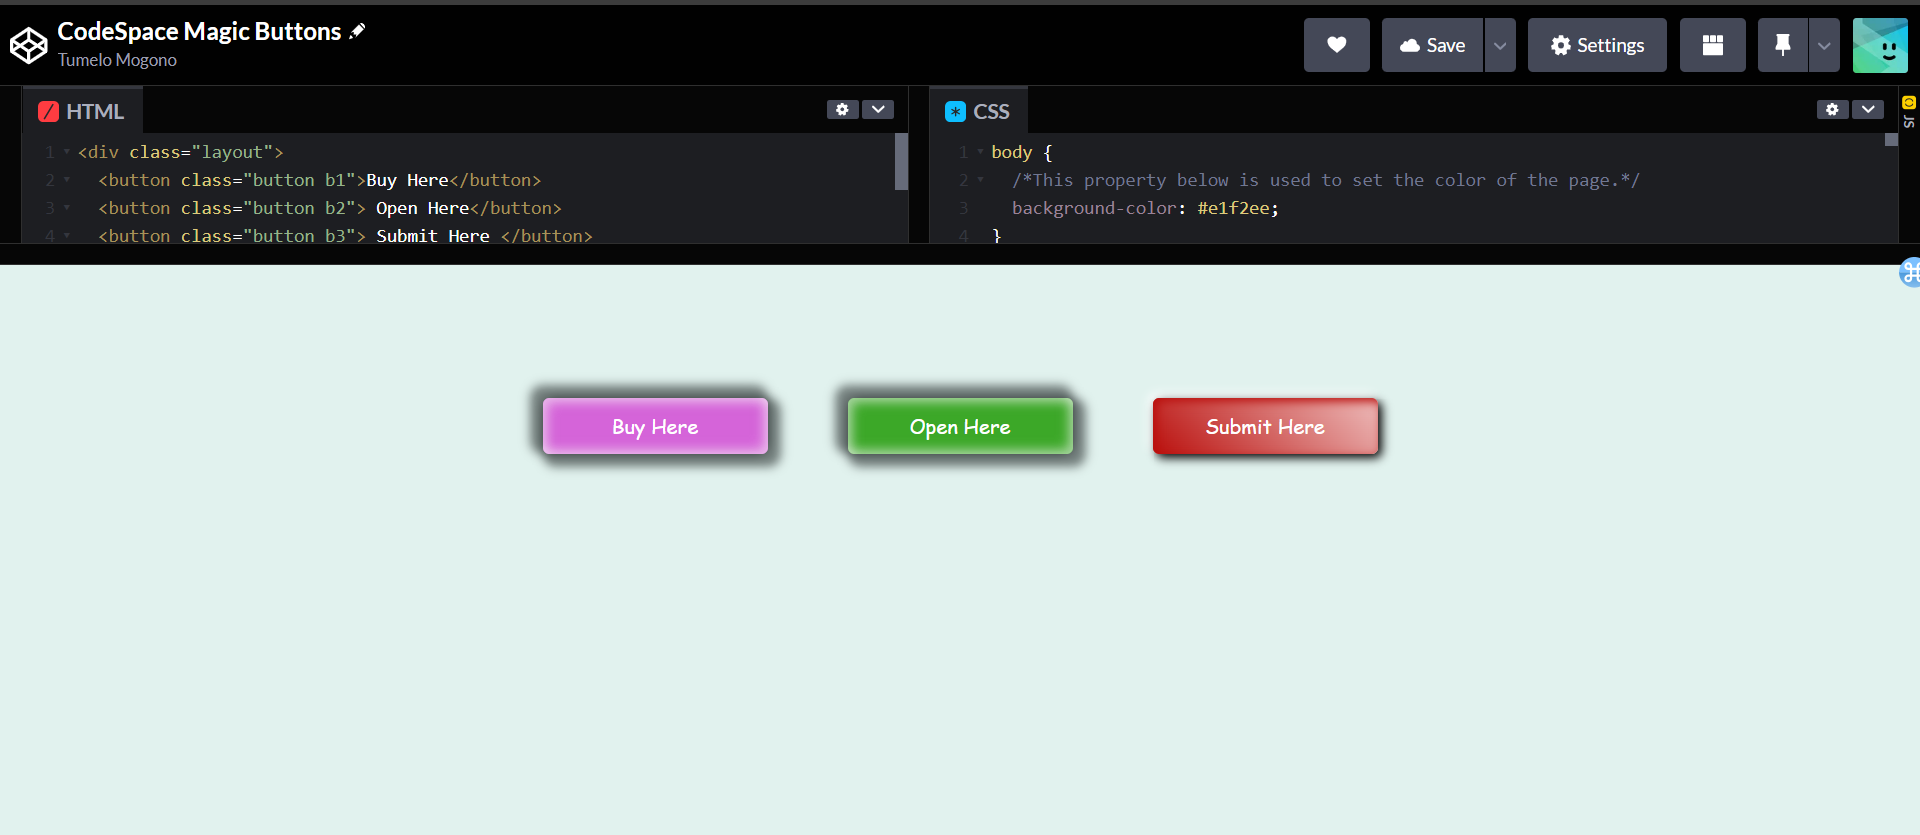 CodeSpace Magic Buttons
Tumelo Mogono
Save
Settings
HTML
1 <div class="layout">
2 <button class="button b1">Buy Here</button>
3 <button class="button b2"> Open Here</button>
4 <button class="button b3"> Submit Here </button>
CSS
1 body {
2 /*This property below is used to set the color of the page.*/
3 background-color: #e1f2ee;
4 }
JS
Buy Here
Open Here
Submit Here